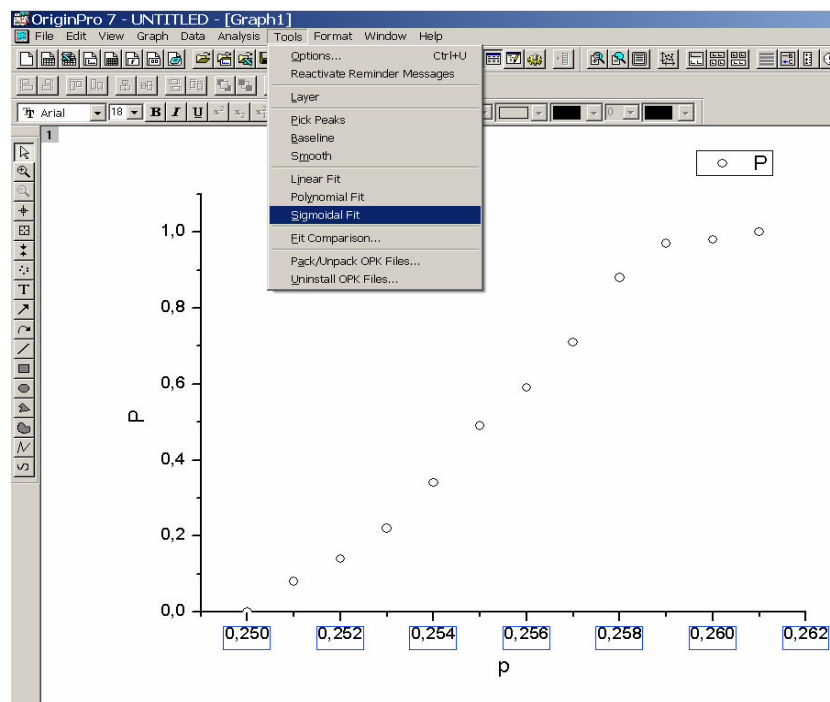 OriginPro 7 - UNTITLED - [Graph1]
File Edit View Graph Data Analysis Tools Format Window Help
Options... Ctrl+U
Reactivate Reminder Messages
Layer
Pick Peaks
Baseline
Smooth
Linear Fit
Polynomial Fit
Sigmoidal Fit
Fit Comparison...
Pack/Unpack OPK Files...
Uninstall OPK Files...
Arial 18 B I U x² x₂
0
1
P
1,0
0,8
0,6
P
0,4
0,2
0,0
0,250 0,252 0,254 0,256 0,258 0,260 0,262
p